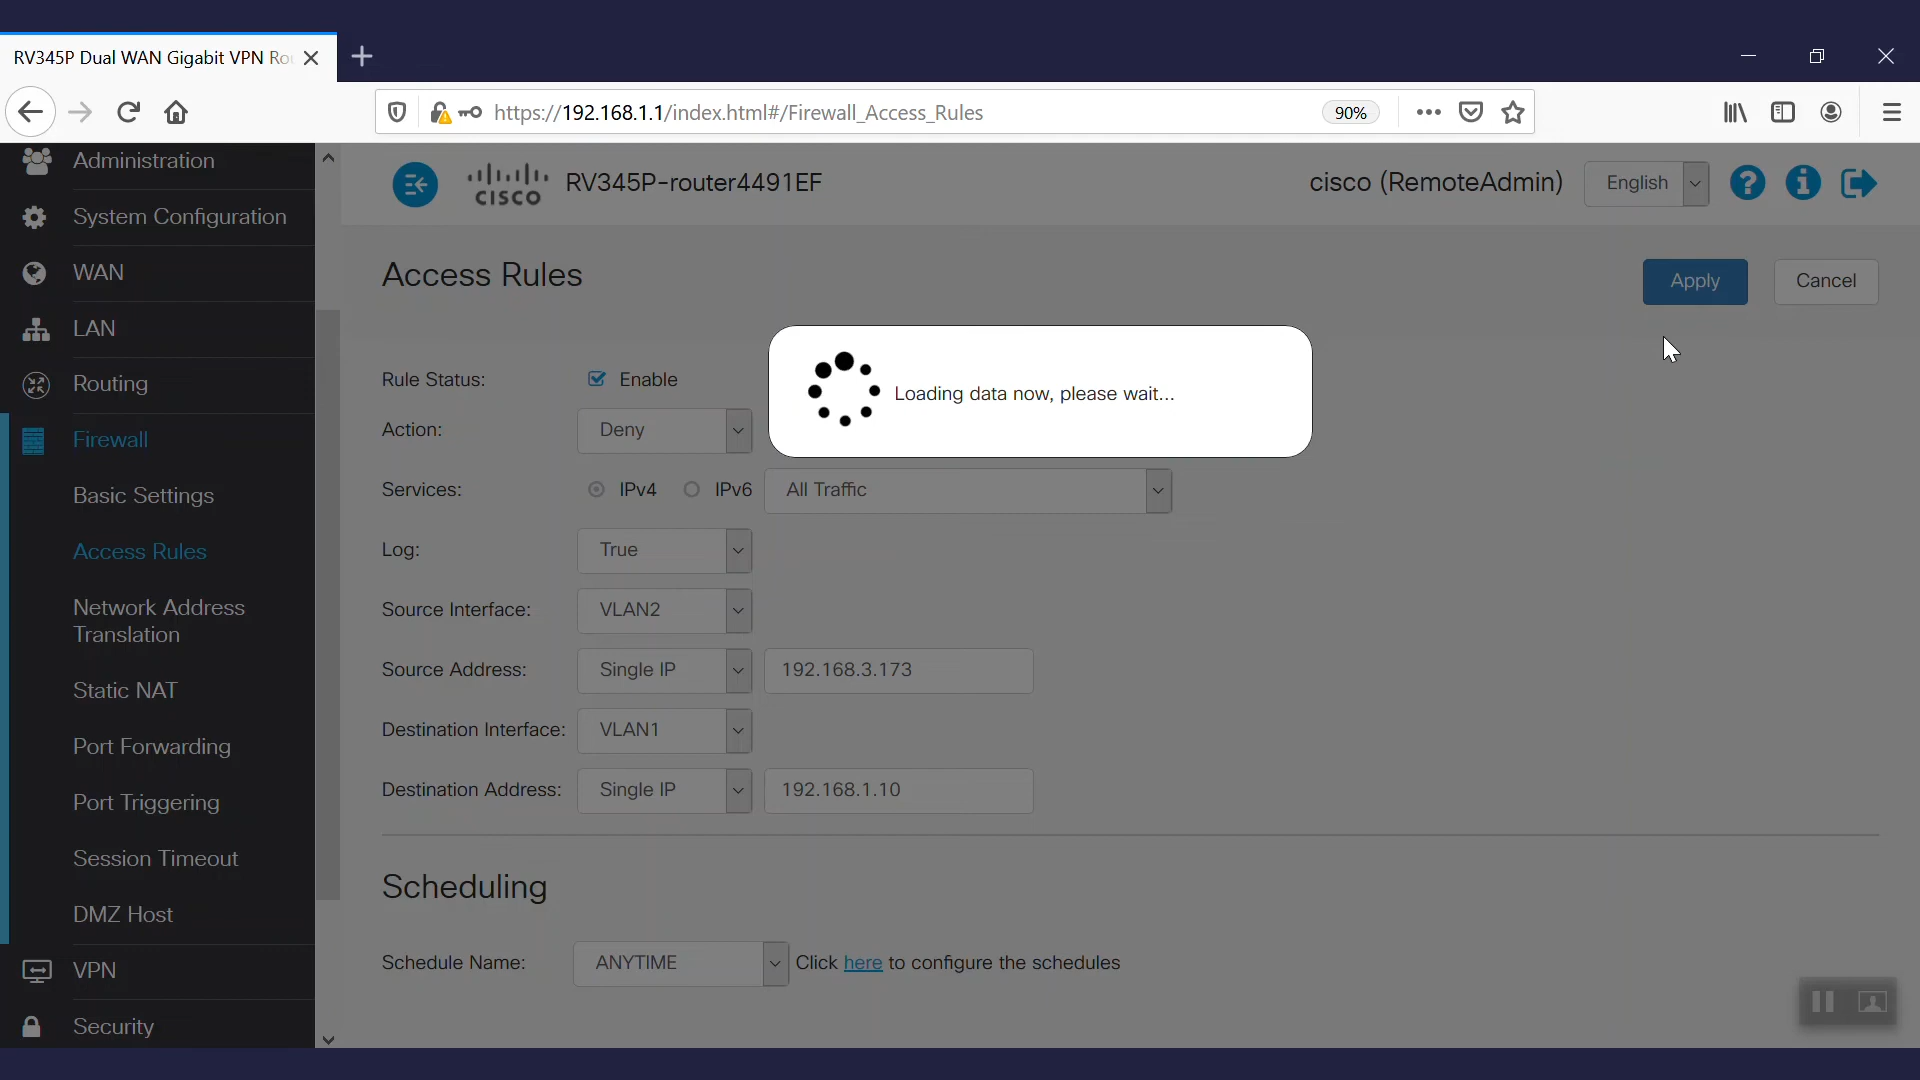 RV345P Dual WAN Gigabit VPN Ro
https://192.168.1.1/index.html#/Firewall_Access_Rules
90%
Administration
System Configuration
WAN
LAN
Routing
Firewall
Basic Settings
Access Rules
Network Address
Translation
Static NAT
Port Forwarding
Port Triggering
Session Timeout
DMZ Host
VPN
Security
CISCO
RV345P-router4491EF
cisco (RemoteAdmin)
English
Access Rules
Apply
Cancel
Loading data now, please wait...
Rule Status:
Enable
Action:
Deny
Services:
IPv4
IPv6
All Traffic
Log:
True
Source Interface:
VLAN2
Source Address:
Single IP
192.168.3.173
Destination Interface:
VLAN1
Destination Address:
Single IP
192.168.1.10
Scheduling
Schedule Name:
ANYTIME
Click here to configure the schedules